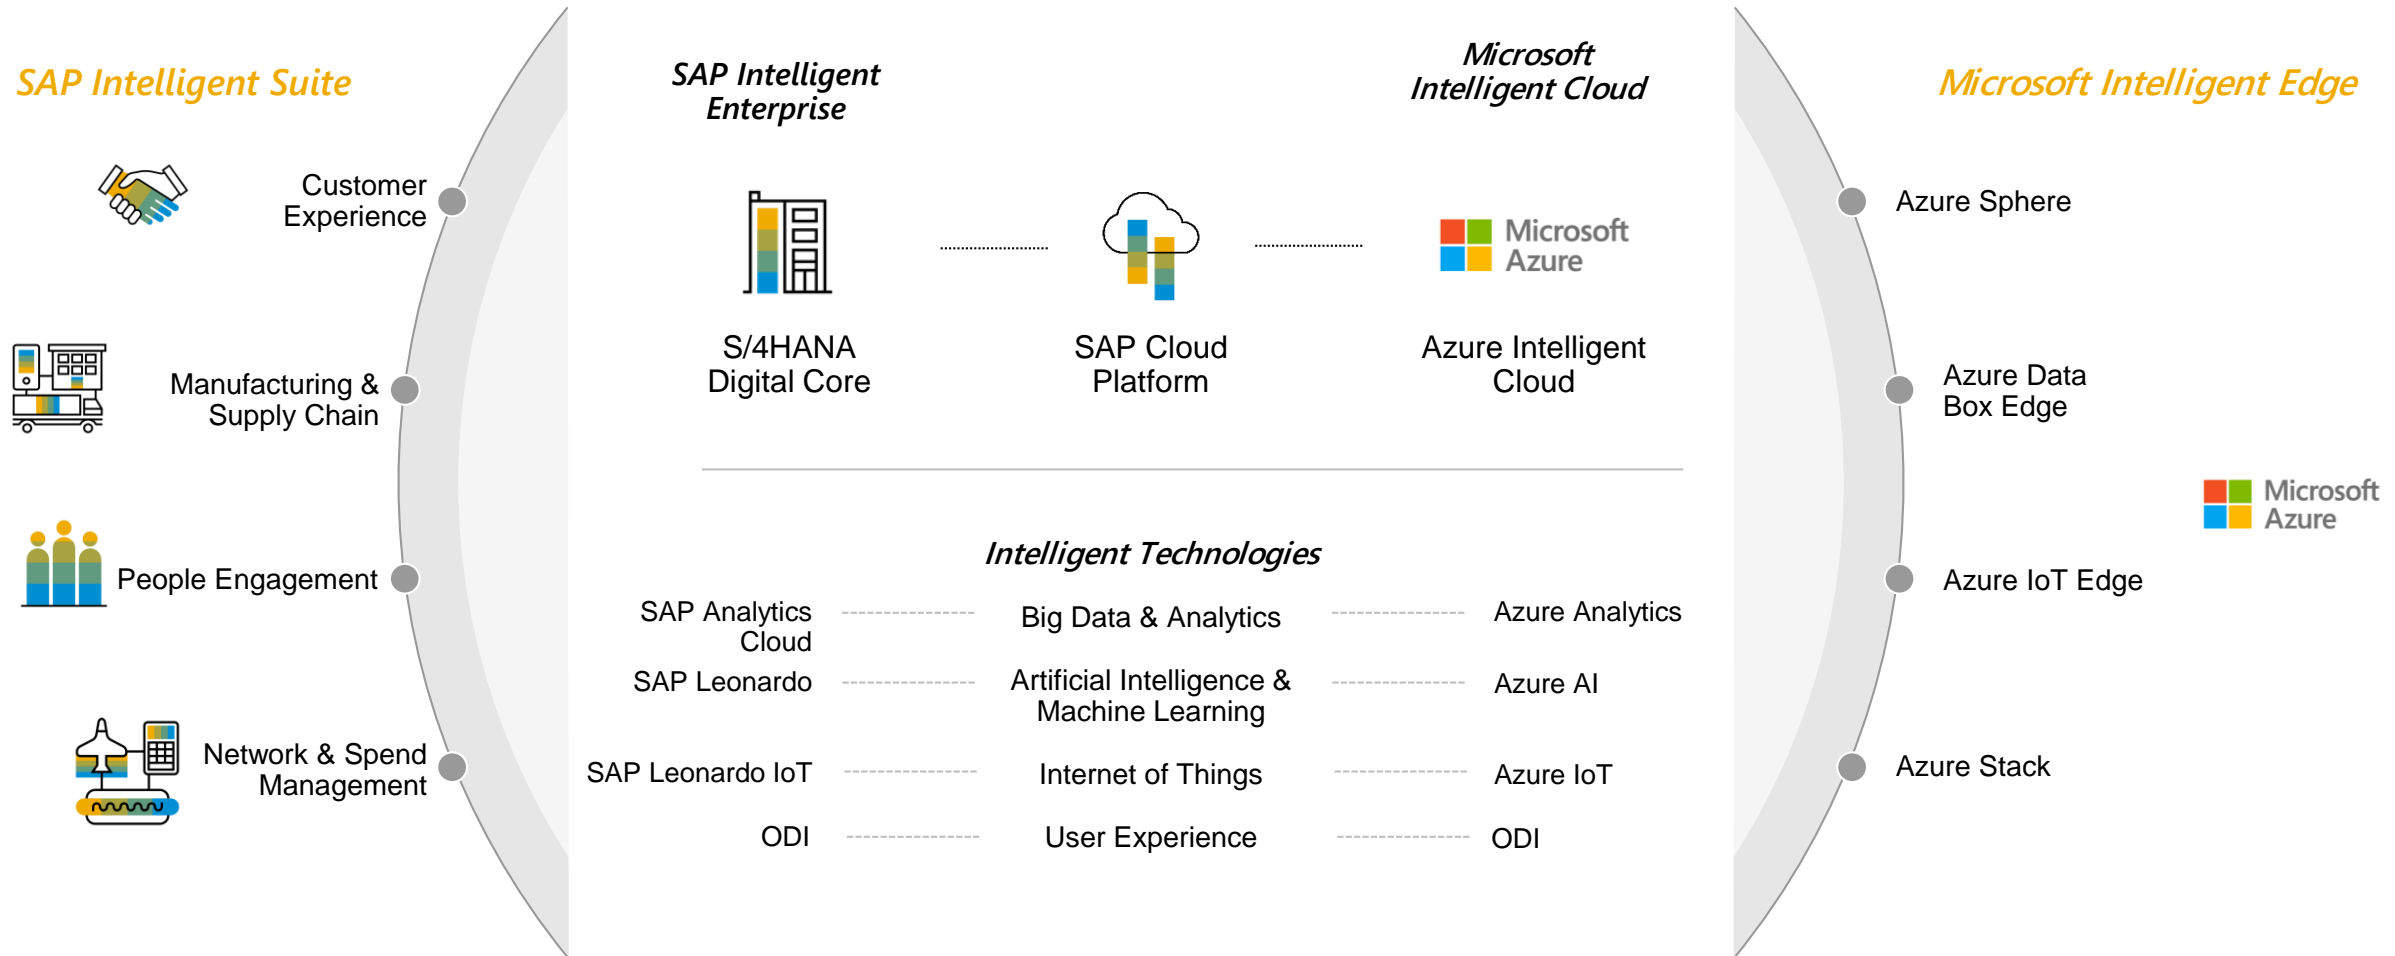 SAP Intelligent Suite
Customer
Experience
Manufacturing &
Supply Chain
People Engagement
Network & Spend
Management
SAP Intelligent
Enterprise
Microsoft
Intelligent Cloud
Microsoft
Azure
S/4HANA
Digital Core
SAP Cloud
Platform
Azure Intelligent
Cloud
Intelligent Technologies
SAP Analytics
Cloud
Big Data & Analytics
Azure Analytics
SAP Leonardo
Artificial Intelligence &
Machine Learning
Azure AI
SAP Leonardo IoT
Internet of Things
Azure IoT
ODI
User Experience
ODI
Microsoft Intelligent Edge
Azure Sphere
Azure Data
Box Edge
Microsoft
Azure
Azure IoT Edge
Azure Stack